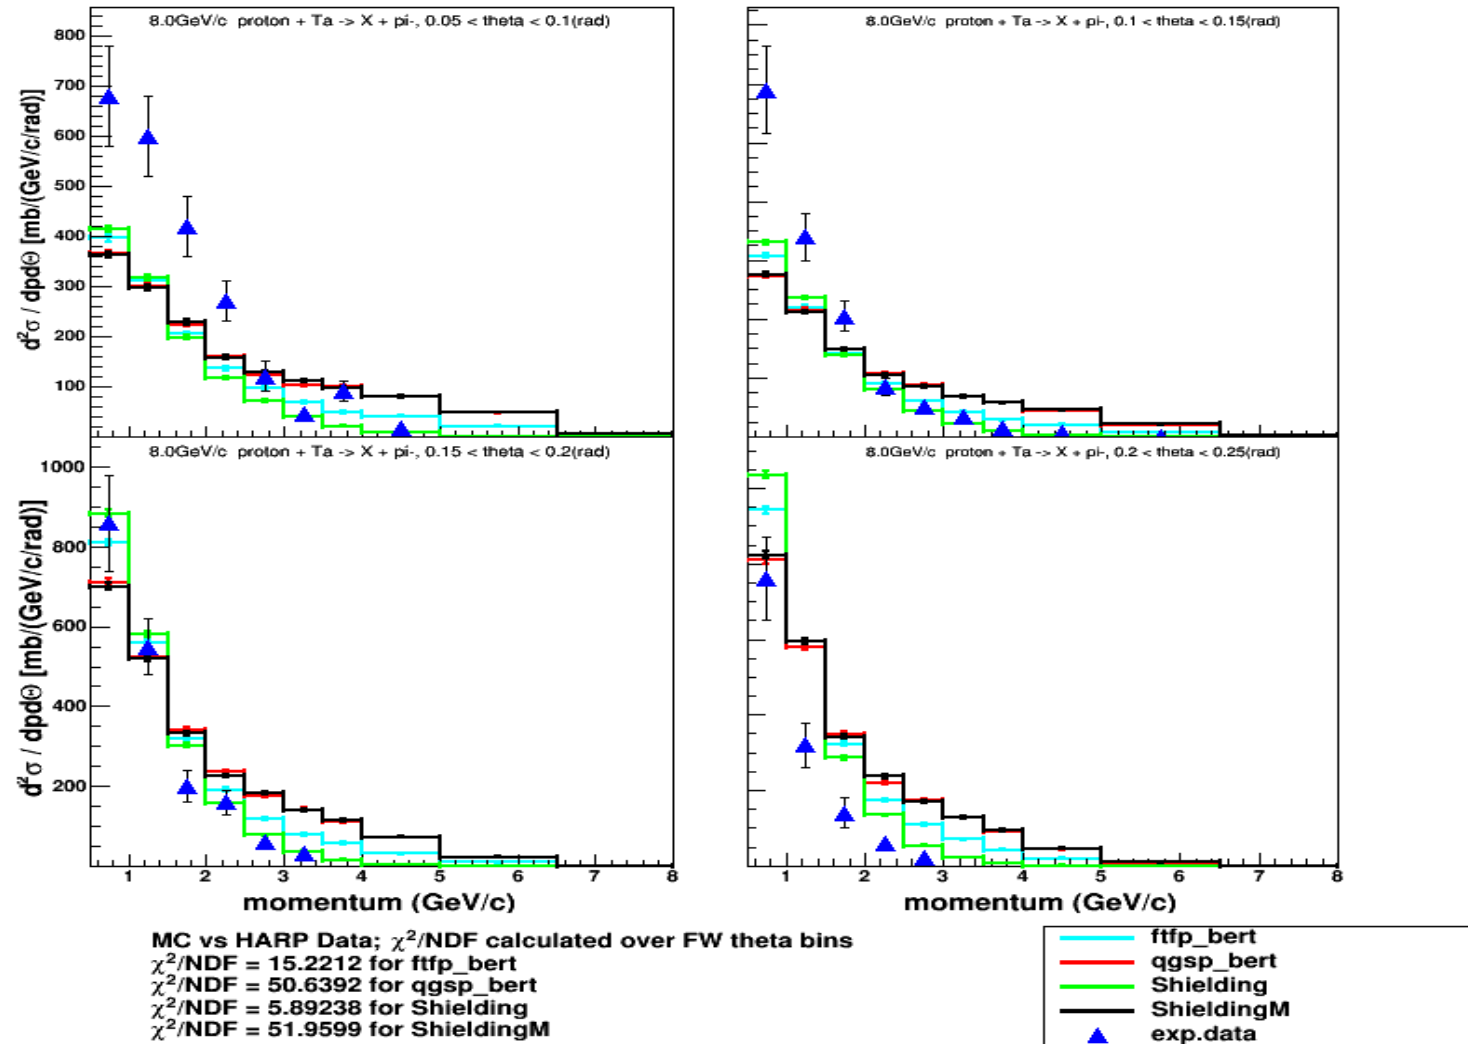 8.0GeV/c proton + Ta -> X + pi-, 0.05 < theta < 0.1(rad)
8.0GeV/c proton + Ta -> X + pi-, 0.1 < theta < 0.15(rad)
d²σ / dpdΘ [mb/(GeV/c/rad)]
800
700
600
500
400
300
200
100
8.0GeV/c proton + Ta -> X + pi-, 0.15 < theta < 0.2(rad)
8.0GeV/c proton + Ta -> X + pi-, 0.2 < theta < 0.25(rad)
d²σ / dpdΘ [mb/(GeV/c/rad)]
1000
800
600
400
200
1 2 3 4 5 6 7 8
1 2 3 4 5 6 7 8
momentum (GeV/c)
momentum (GeV/c)
MC vs HARP Data; χ²/NDF calculated over FW theta bins
χ²/NDF = 15.2212 for ftfp_bert
χ²/NDF = 50.6392 for qgsp_bert
χ²/NDF = 5.89238 for Shielding
χ²/NDF = 51.9599 for ShieldingM
ftfp_bert
qgsp_bert
Shielding
ShieldingM
exp.data